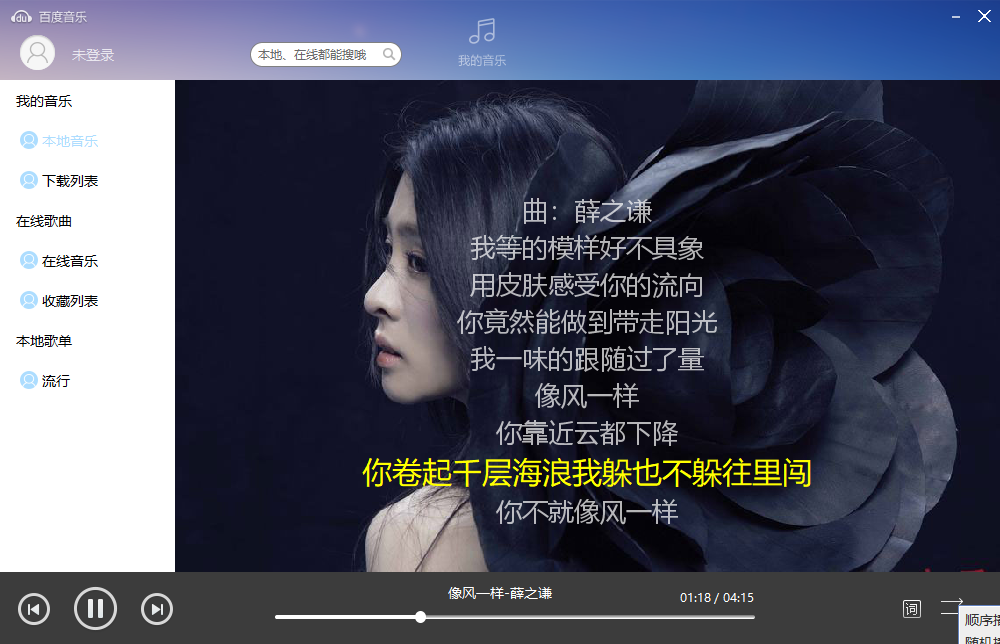 百度音乐
未登录
本地、在线都能搜哦
我的音乐
我的音乐
本地音乐
下载列表
在线歌曲
在线音乐
收藏列表
本地歌单
流行
曲：薛之谦
我等的模样好不具象
用皮肤感受你的流向
你竟然能做到带走阳光
我一味的跟随过了量
像风一样
你靠近云都下降
你卷起千层海浪我躲也不躲往里闯
你不就像风一样
像风一样-薛之谦
01:18 / 04:15
词
顺序
随机